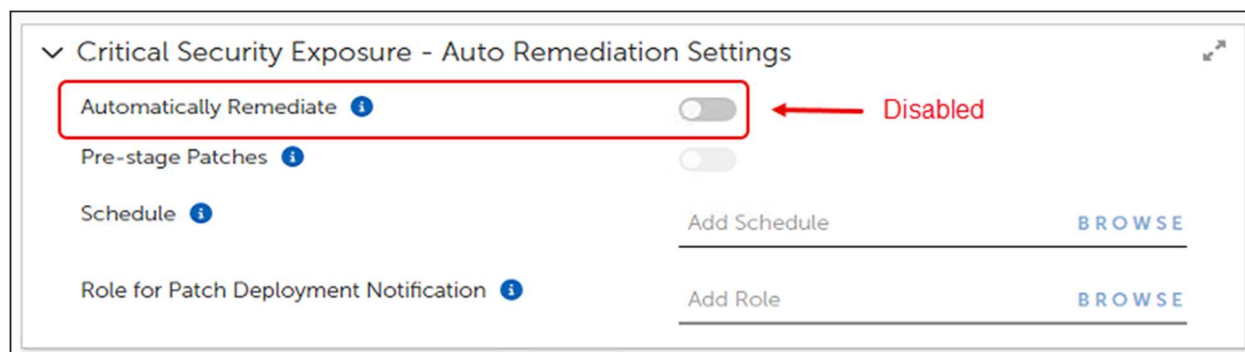 Critical Security Exposure - Auto Remediation Settings
Automatically Remediate
Disabled
Pre-stage Patches
Schedule
Add Schedule BROWSE
Role for Patch Deployment Notification
Add Role BROWSE